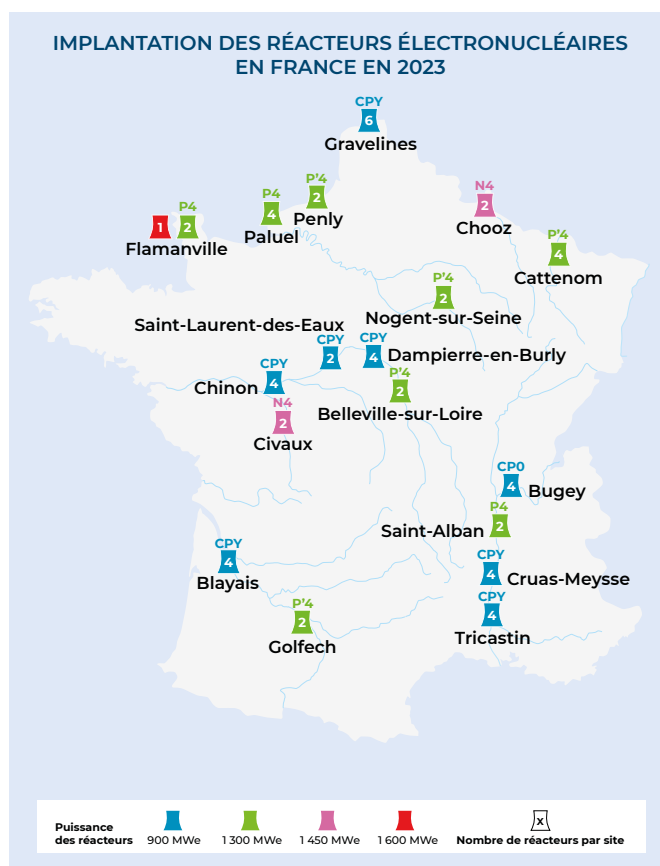 IMPLANTATION DES RÉACTEURS ÉLECTRONUCLÉAIRES
EN FRANCE EN 2023
CPY
6
Gravelines
P'4
2
Penly
P4
4
Paluel
N4
2
Chooz
1
P4
2
Flamanville
P'4
4
Cattenom
P'4
2
Nogent-sur-Seine
Saint-Laurent-des-Eaux
CPY
2
CPY
4
Dampierre-en-Burly
CPY
4
Chinon
P'4
2
Belleville-sur-Loire
N4
2
Civaux
CP0
4
Bugey
P4
2
Saint-Alban
CPY
4
Blayais
CPY
4
Cruas-Meysse
CPY
4
Tricastin
P'4
2
Golfech
Puissance
des réacteurs
900 MWe
1 300 MWe
1 450 MWe
1 600 MWe
x
Nombre de réacteurs par site